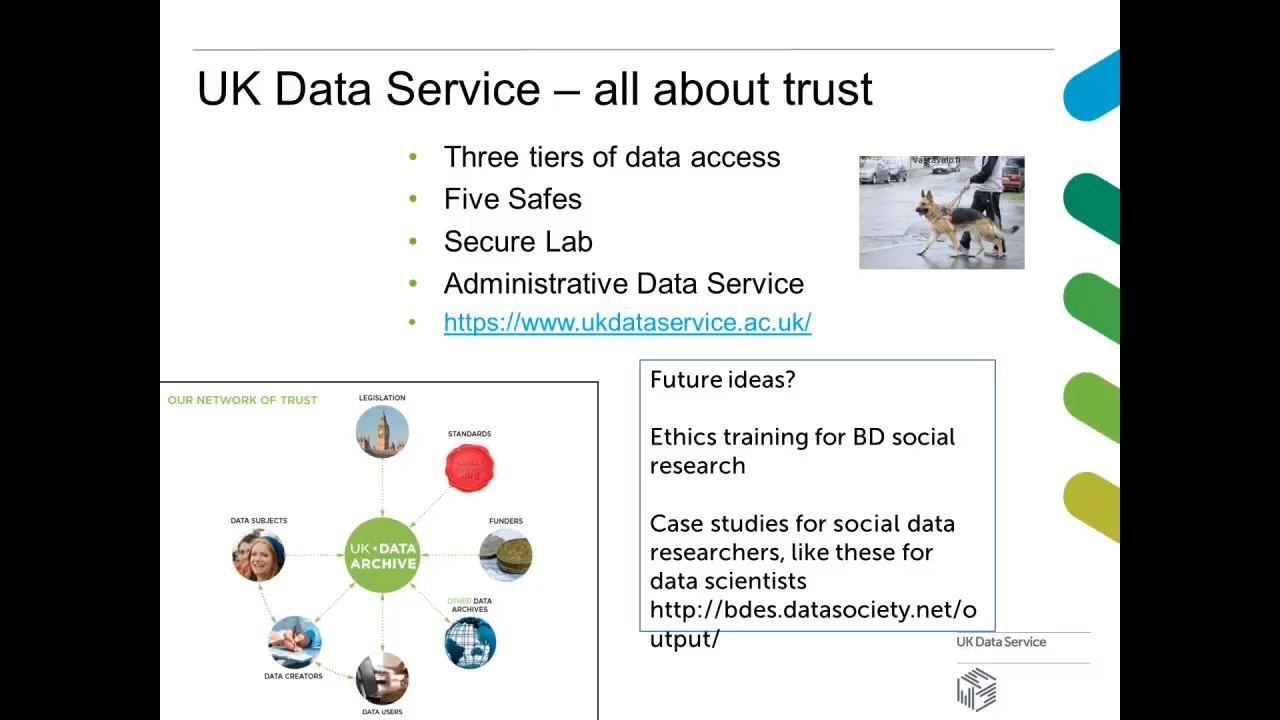 UK Data Service – all about trust
• Three tiers of data access
• Five Safes
• Secure Lab
• Administrative Data Service
• https://www.ukdataservice.ac.uk/
vastavalo.fi
OUR NETWORK OF TRUST
LEGISLATION
STANDARDS
DATA SUBJECTS
FUNDERS
UK•DATA
ARCHIVE
OTHER DATA
ARCHIVES
DATA CREATORS
DATA USERS
Future ideas?
Ethics training for BD social
research
Case studies for social data
researchers, like these for
data scientists
http://bdes.datasociety.net/o
utput/
UK Data Service